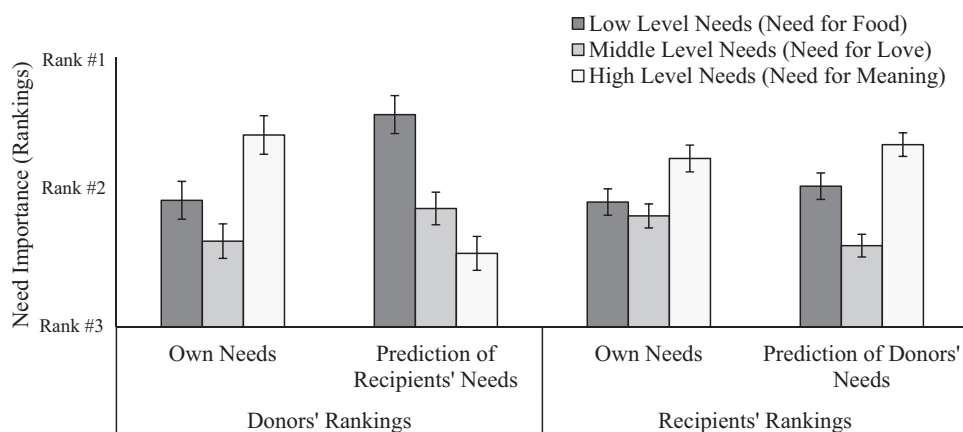 Low Level Needs (Need for Food)
Middle Level Needs (Need for Love)
High Level Needs (Need for Meaning)
Need Importance (Rankings)
Rank #1
Rank #2
Rank #3
Own Needs
Prediction of
Recipients' Needs
Own Needs
Prediction of Donors'
Needs
Donors' Rankings
Recipients' Rankings